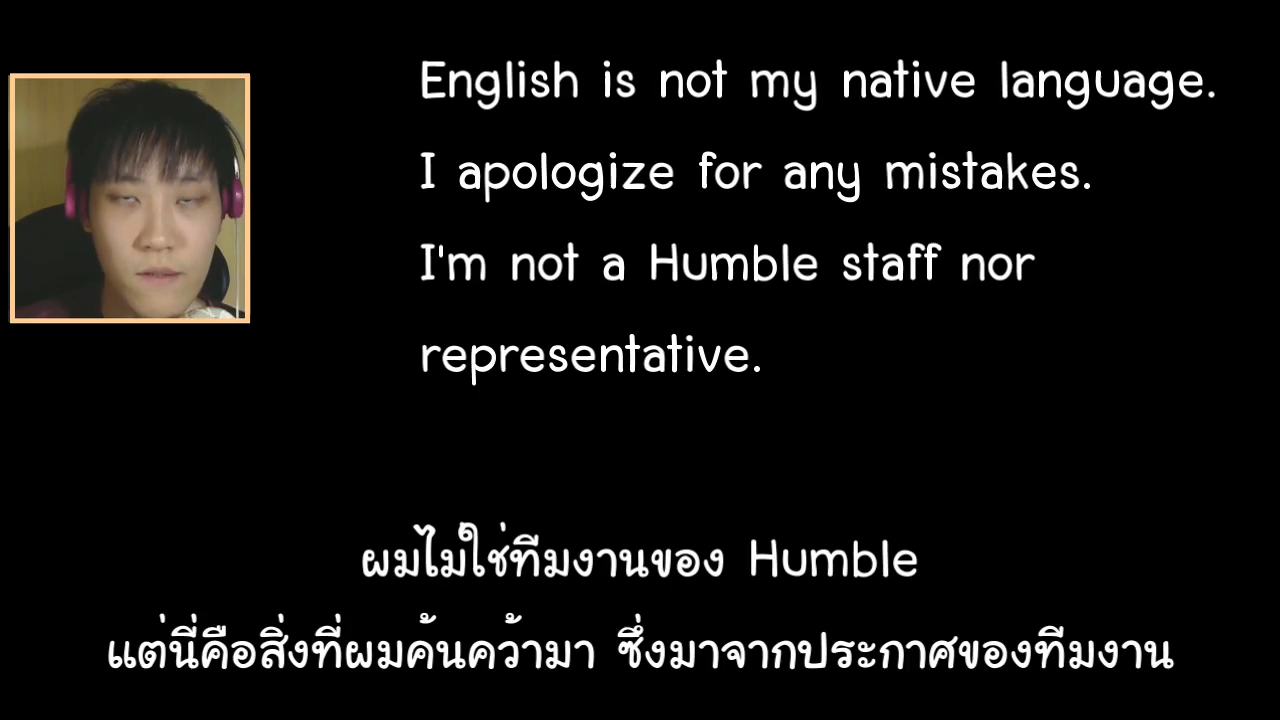 English is not my native language.
I apologize for any mistakes.
I'm not a Humble staff nor
representative.
ผมไม่ใช่ทีมงานของ Humble
แต่นี่คือสิ่งที่ผมค้นคว้ามา ซึ่งมาจากประกาศของทีมงาน